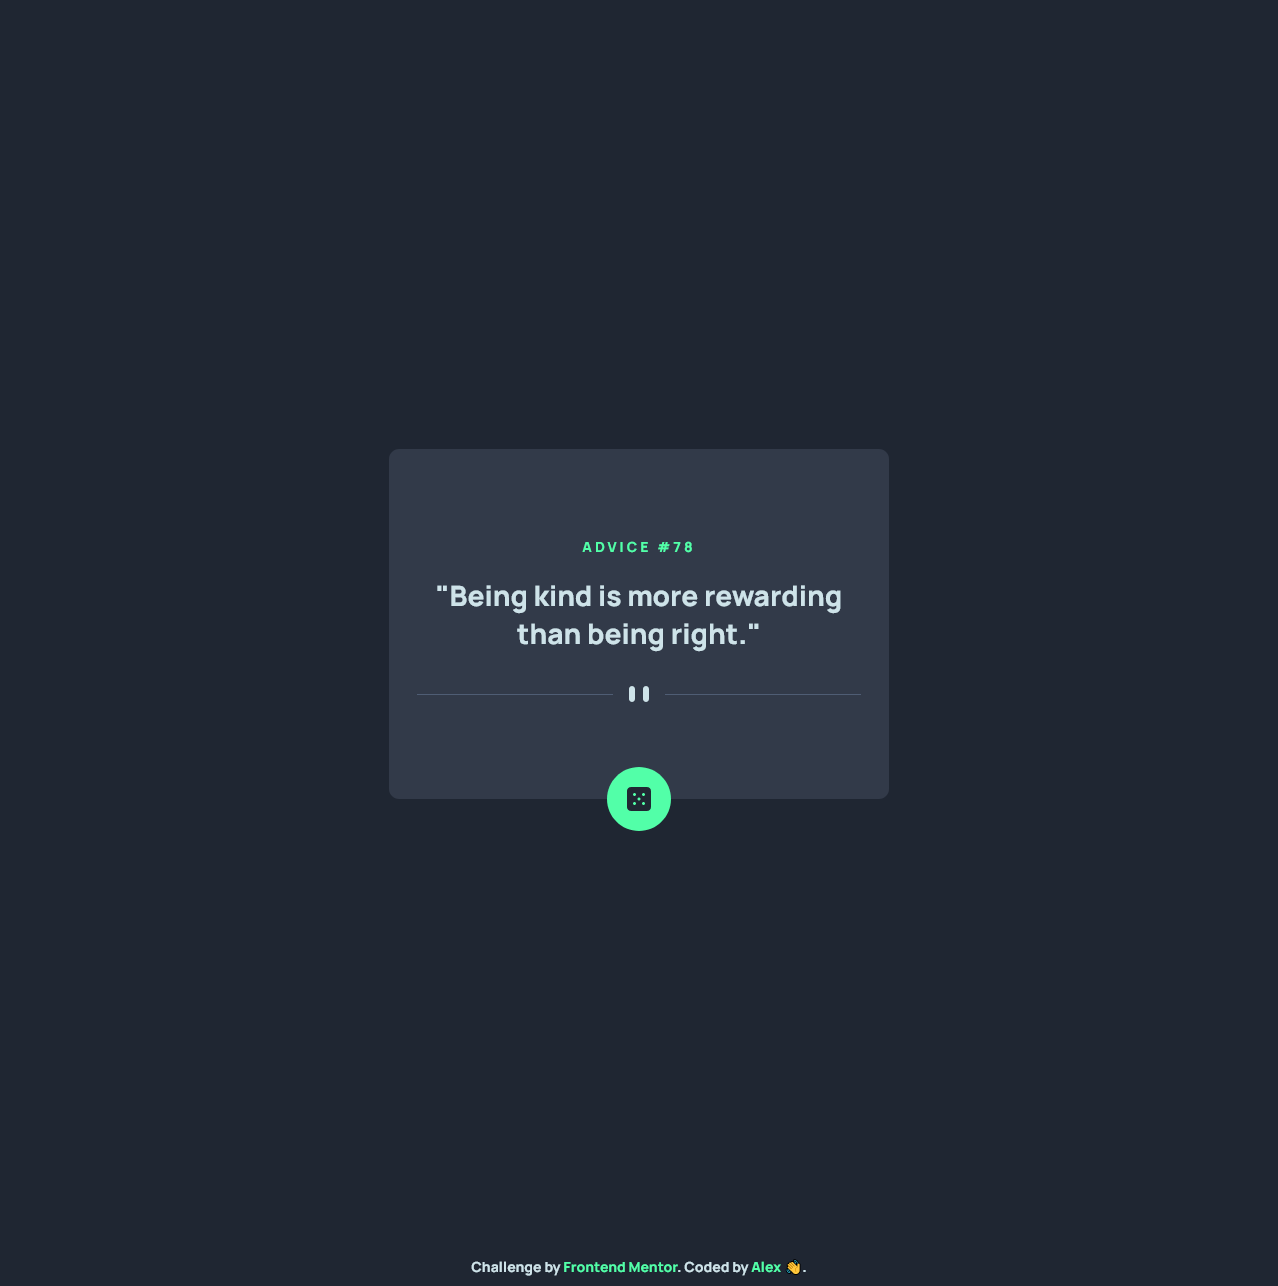 ADVICE #78
"Being kind is more rewarding
than being right."
Challenge by Frontend Mentor. Coded by Alex 👏.